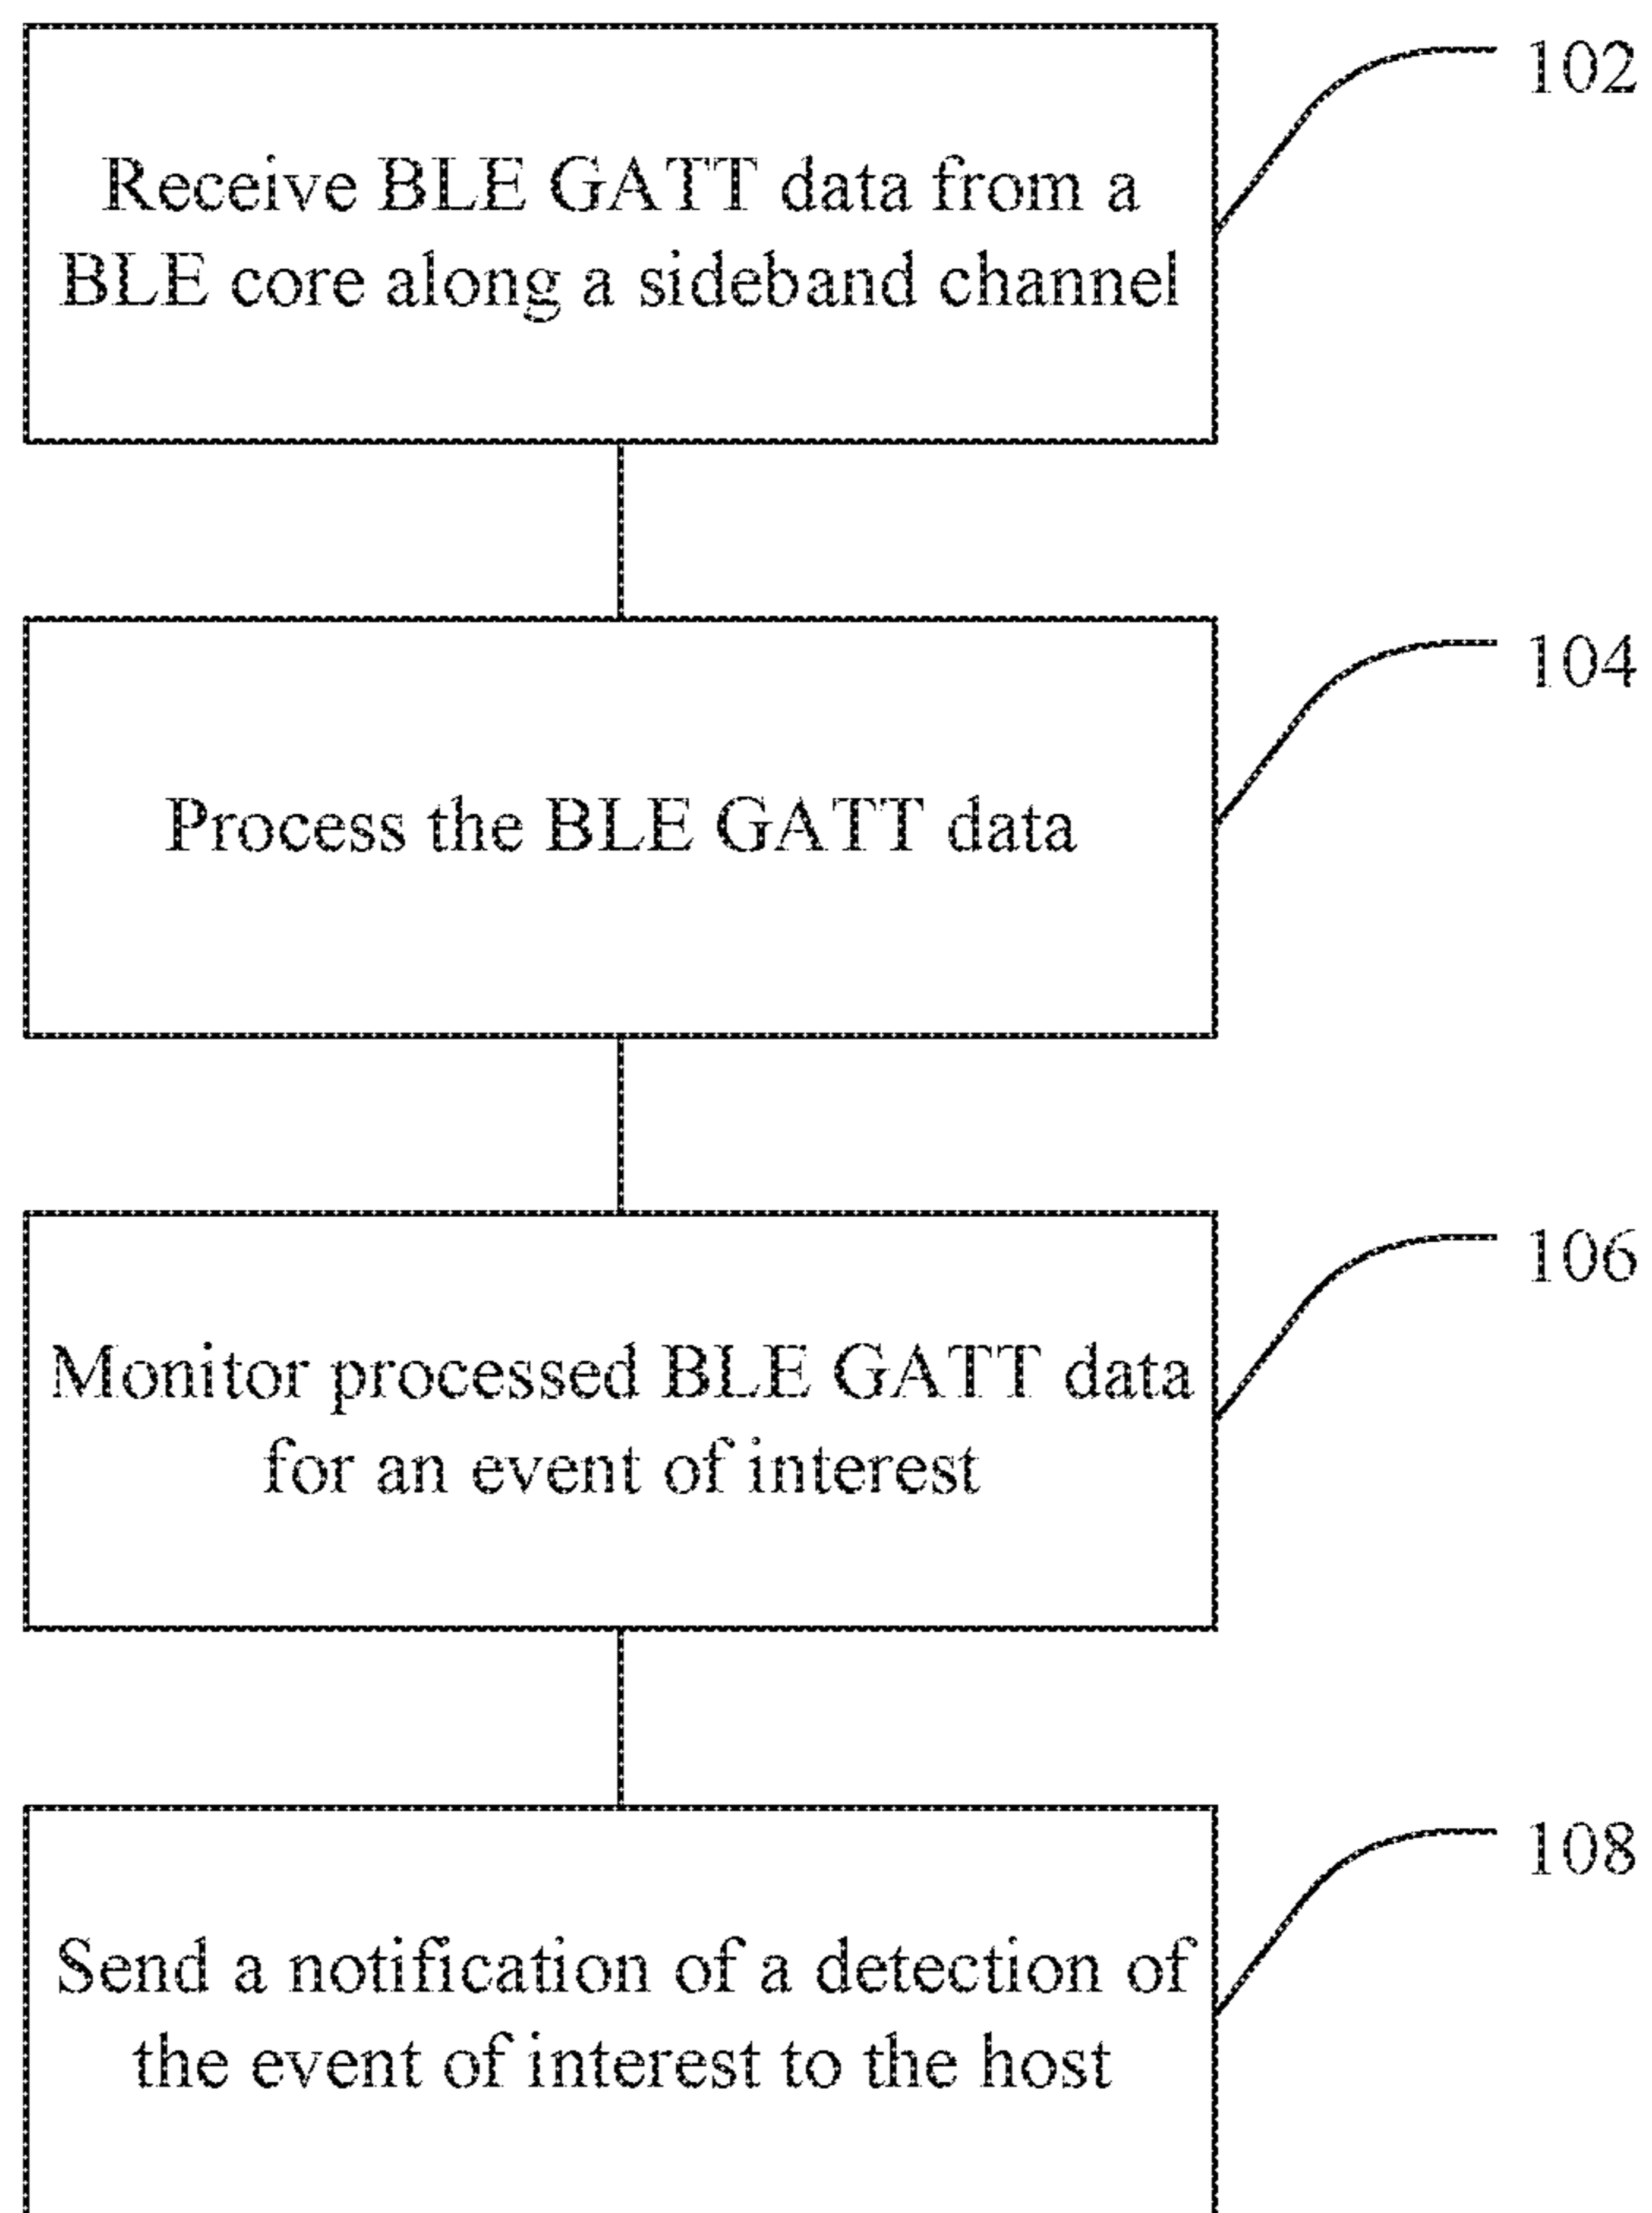 102
Receive BLE GATT data from a
BLE core along a sideband channel
104
Process the BLE GATT data
106
Monitor processed BLE GATT data
for an event of interest
108
Send a notification of a detection of
the event of interest to the host